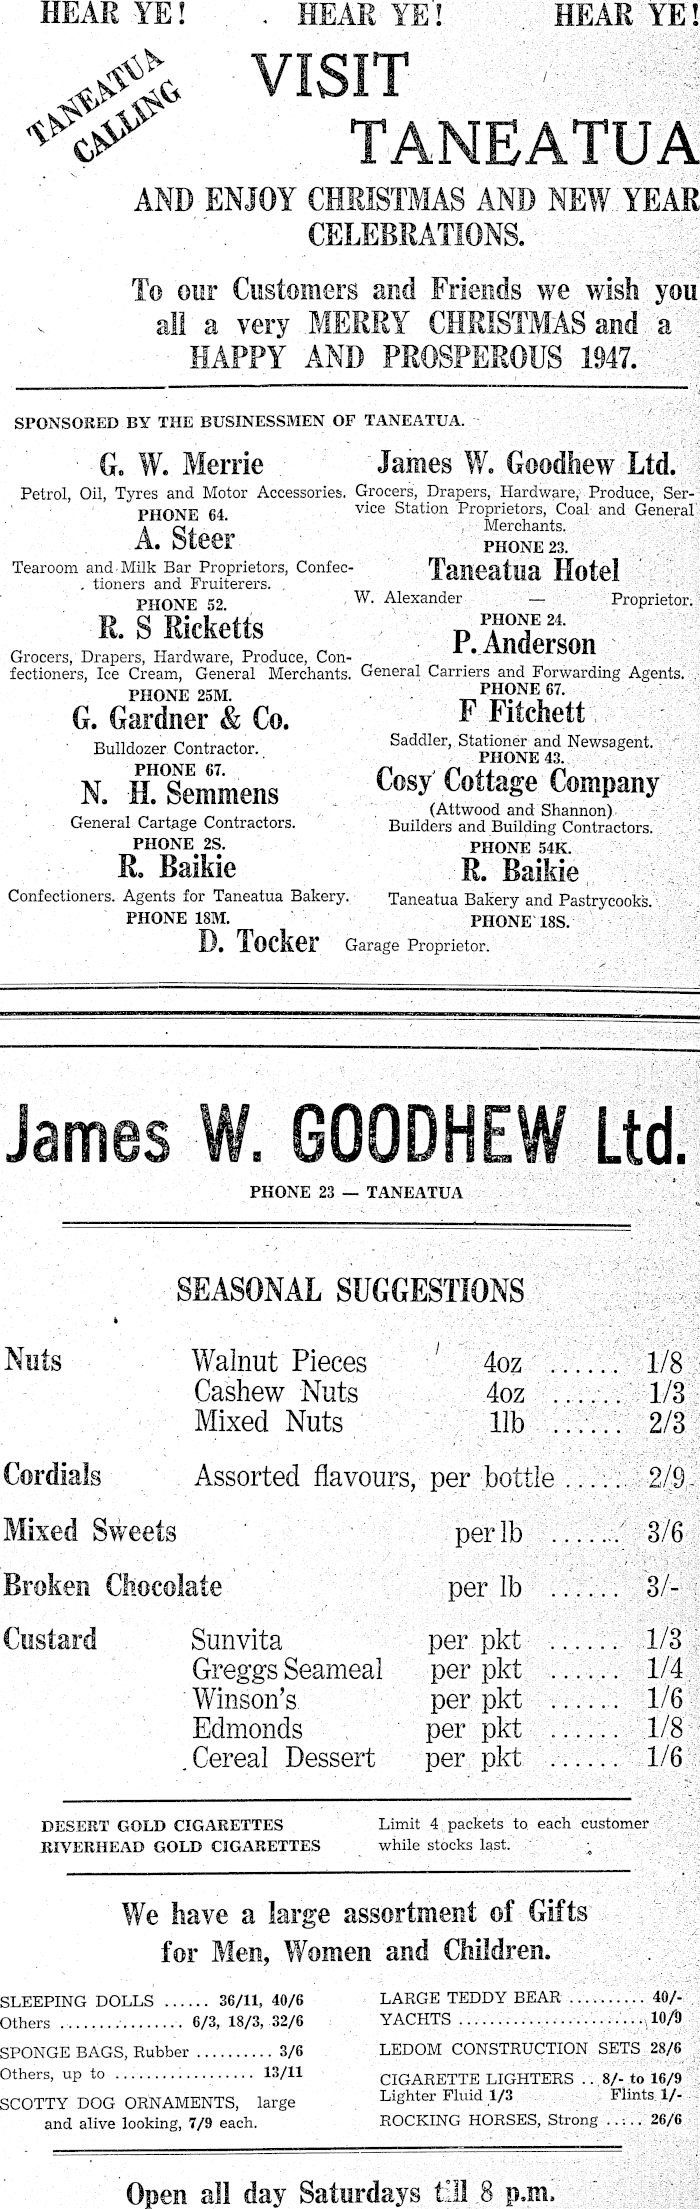 HEAR YE! HEAR YE! HEAR YE!
TANEATUA
CALLING
VISIT
TANEATUA
AND ENJOY CHRISTMAS AND NEW YEAR
CELEBRATIONS.
To our Customers and Friends we wish you
all a very MERRY CHRISTMAS and a
HAPPY AND PROSPEROUS 1947.
SPONSORED BY THE BUSINESSMEN OF TANEATUA.
G. W. Merrie
Petrol, Oil, Tyres and Motor Accessories.
PHONE 64.
A. Steer
Tearoom and Milk Bar Proprietors, Confec-
tioners and Fruiterers.
PHONE 52.
R. S Ricketts
Grocers, Drapers, Hardware, Produce, Con-
fectioners, Ice Cream, General Merchants.
PHONE 25M.
G. Gardner & Co.
Bulldozer Contractor.
PHONE 67.
N. H. Semmens
General Cartage Contractors.
PHONE 2S.
R. Baikie
Confectioners. Agents for Taneatua Bakery.
PHONE 18M.
James W. Goodhew Ltd.
Grocers, Drapers, Hardware, Produce, Ser-
vice Station Proprietors, Coal and General
Merchants.
PHONE 23.
Taneatua Hotel
W. Alexander — Proprietor.
PHONE 24.
P. Anderson
General Carriers and Forwarding Agents.
PHONE 67.
F Fitchett
Saddler, Stationer and Newsagent.
PHONE 43.
Cosy Cottage Company
(Attwood and Shannon)
Builders and Building Contractors.
PHONE 54K.
R. Baikie
Taneatua Bakery and Pastrycooks.
PHONE 18S.
D. Tocker Garage Proprietor.
James W. GOODHEW Ltd.
PHONE 23 — TANEATUA
SEASONAL SUGGESTIONS
Nuts Walnut Pieces 4oz ...... 1/8
Cashew Nuts 4oz ...... 1/3
Mixed Nuts 1lb ...... 2/3
Cordials Assorted flavours, per bottle ..... 2/9
Mixed Sweets per lb ...... 3/6
Broken Chocolate per lb ...... 3/-
Custard Sunvita per pkt ...... 1/3
Greggs Seameal per pkt ...... 1/4
Winson's per pkt ...... 1/6
Edmonds per pkt ...... 1/8
Cereal Dessert per pkt ...... 1/6
DESERT GOLD CIGARETTES
RIVERHEAD GOLD CIGARETTES
Limit 4 packets to each customer
while stocks last.
We have a large assortment of Gifts
for Men, Women and Children.
SLEEPING DOLLS ...... 36/11, 40/6
Others ................ 6/3, 18/3, 32/6
SPONGE BAGS, Rubber .......... 3/6
Others, up to .................. 13/11
SCOTTY DOG ORNAMENTS, large
and alive looking, 7/9 each.
LARGE TEDDY BEAR .......... 40/-
YACHTS ........................ 10/9
LEDOM CONSTRUCTION SETS 28/6
CIGARETTE LIGHTERS .. 8/- to 16/9
Lighter Fluid 1/3 Flints 1/-
ROCKING HORSES, Strong ..... 26/6
Open all day Saturdays till 8 p.m.